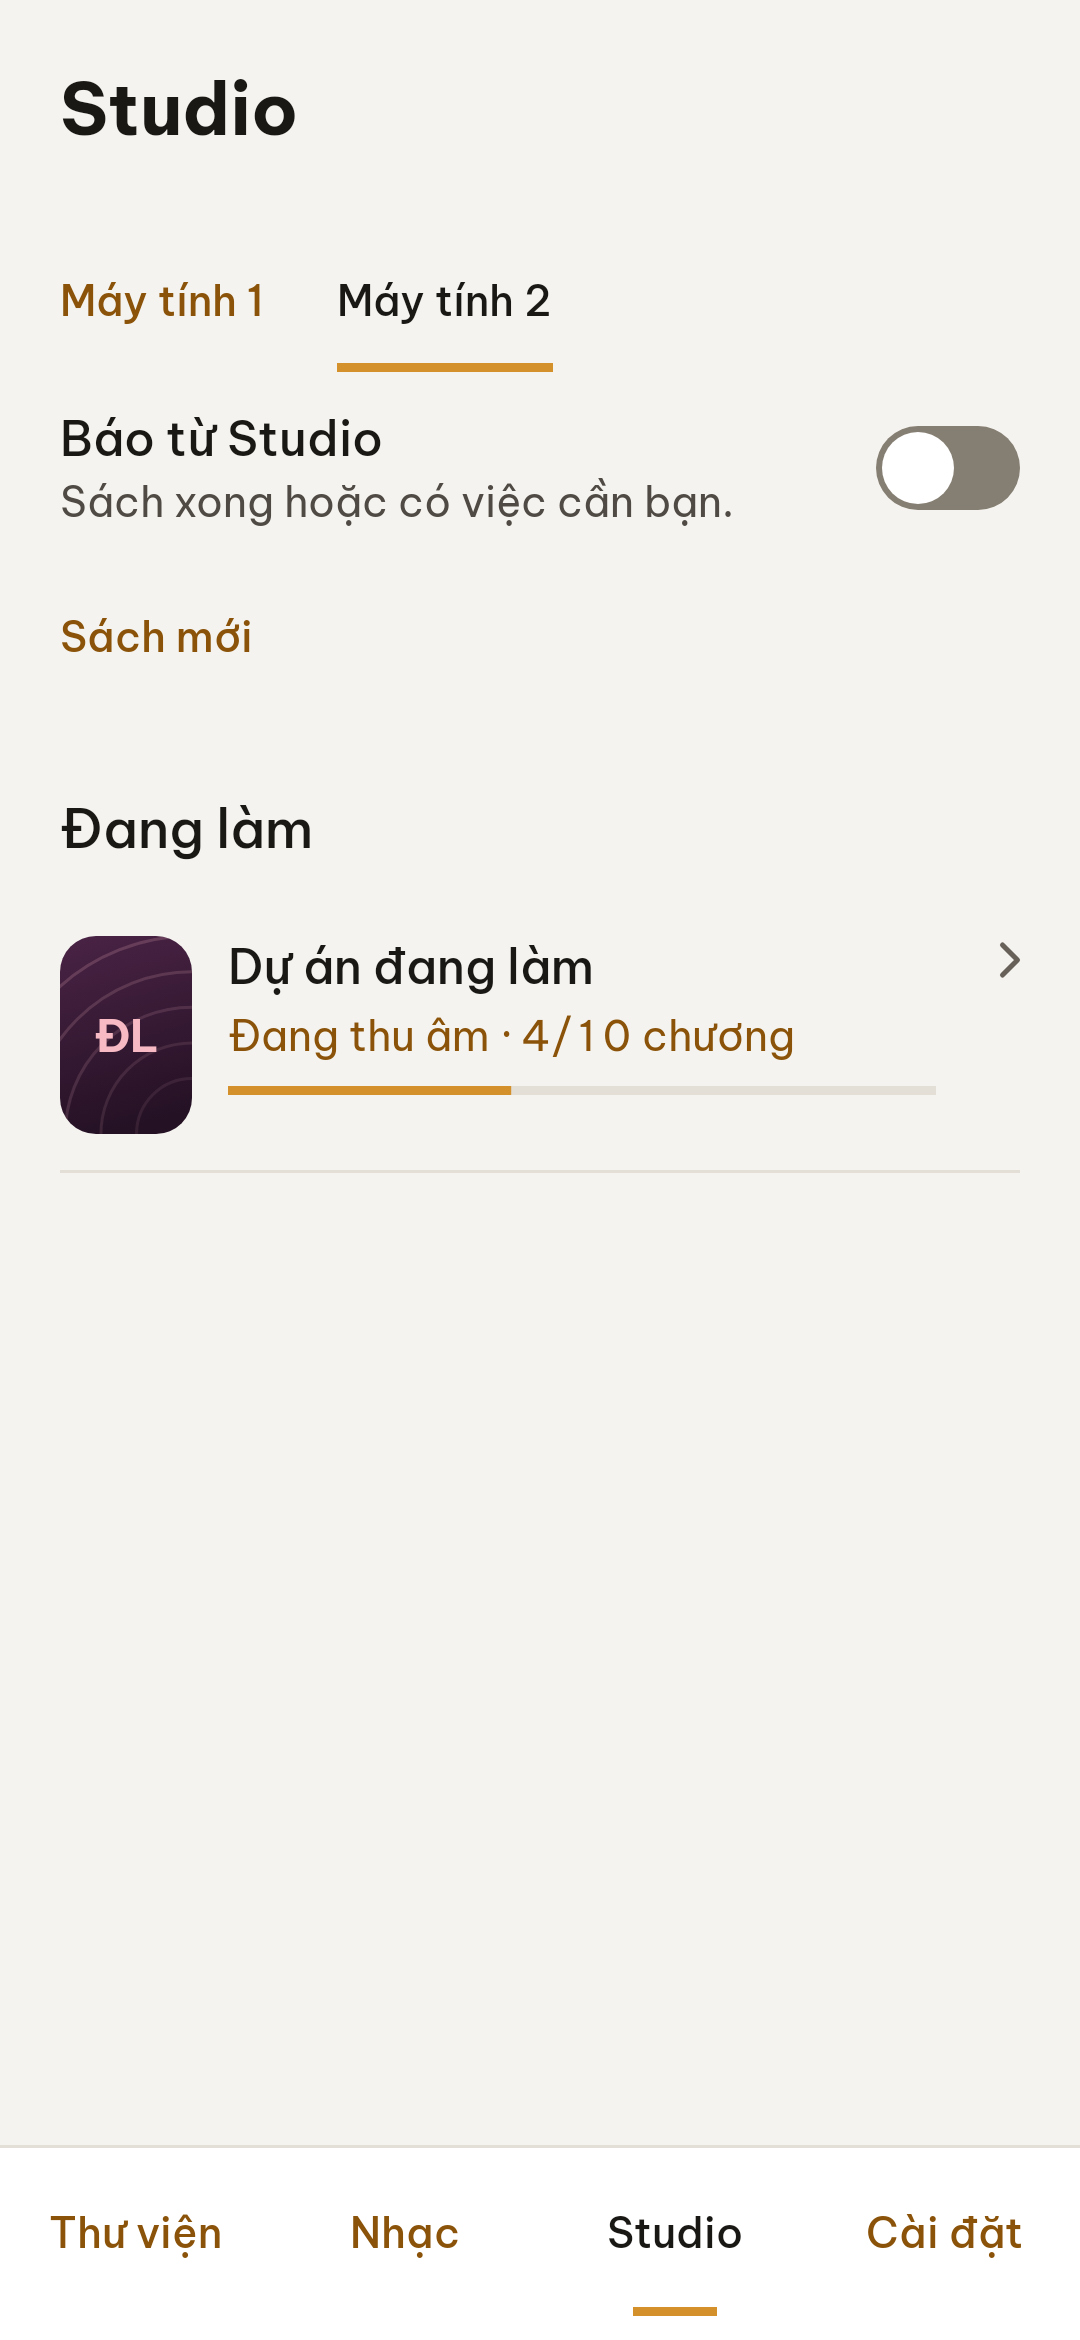 Studio
Máy tính 1
Máy tính 2
Báo từ Studio
Sách xong hoặc có việc cần bạn.
Sách mới
Đang làm
ĐL
Dự án đang làm
Đang thu âm · 4/10 chương
Thư viện
Nhạc
Studio
Cài đặt